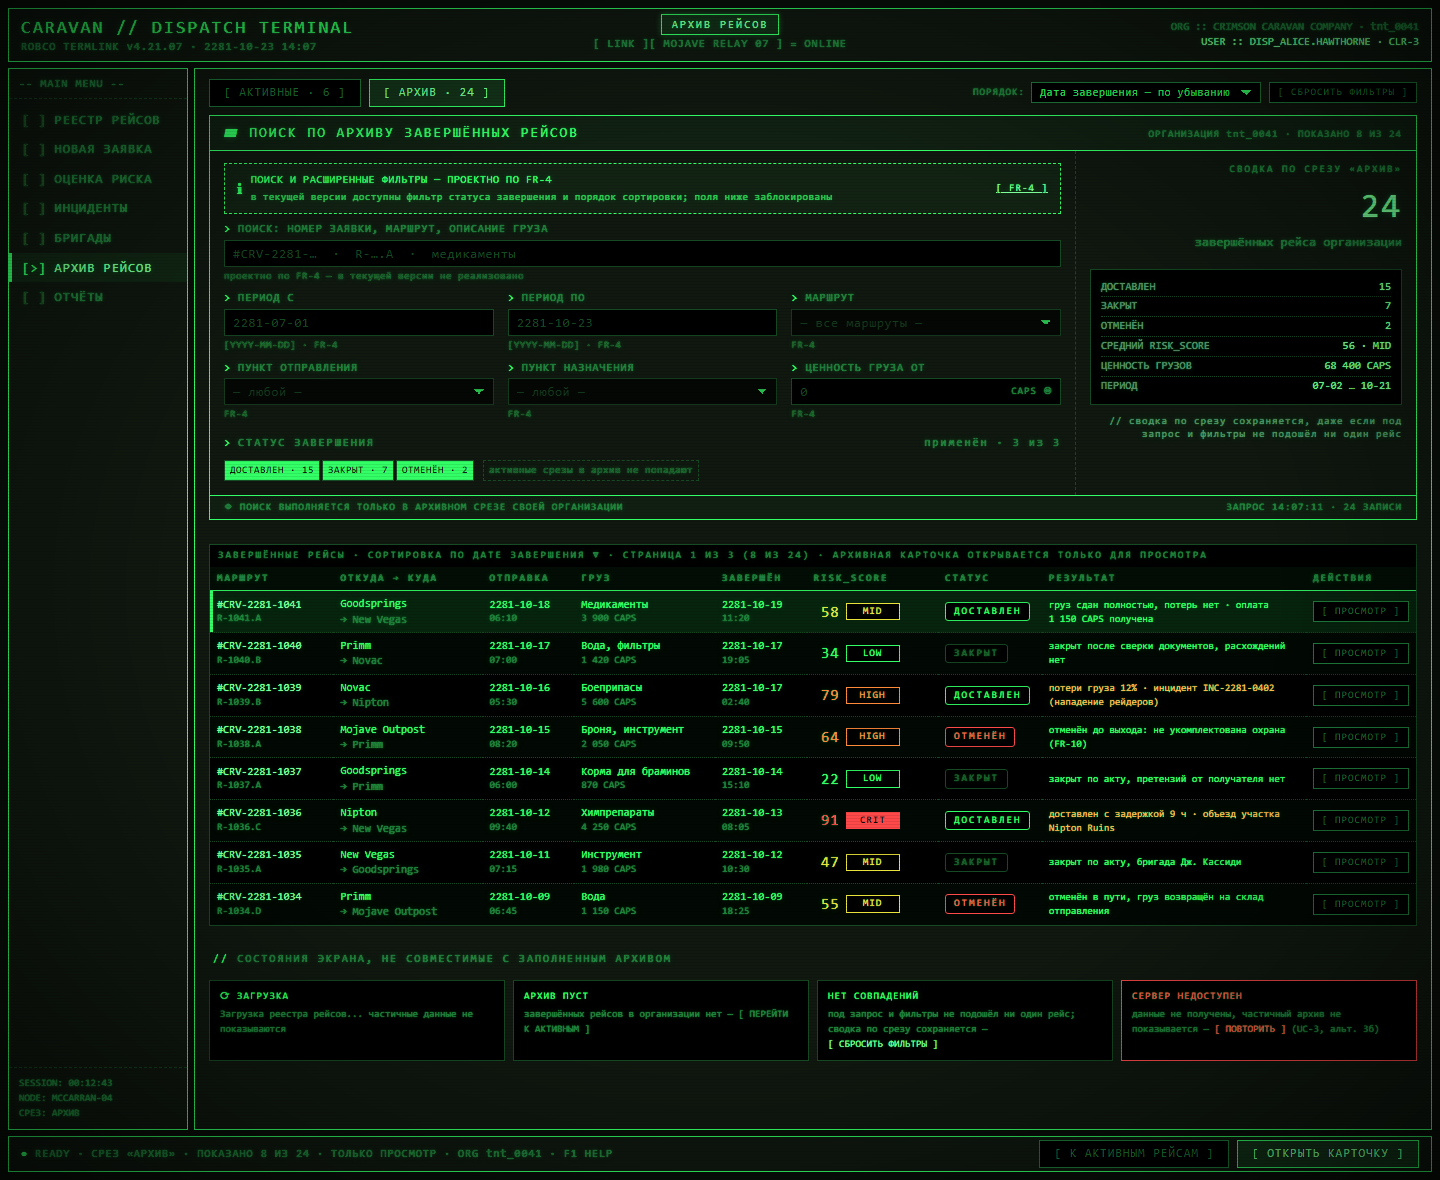 CARAVAN // DISPATCH TERMINAL
ROBCO TERMLINK v4.21.07 · 2281-10-23 14:07
АРХИВ РЕЙСОВ
[ LINK ][ MOJAVE RELAY 07 ] = ONLINE
ORG :: CRIMSON CARAVAN COMPANY · tnt_0041
USER :: DISP_ALICE.HAWTHORNE · CLR-3
-- MAIN MENU --
[ ] РЕЕСТР РЕЙСОВ
[ ] НОВАЯ ЗАЯВКА
[ ] ОЦЕНКА РИСКА
[ ] ИНЦИДЕНТЫ
[ ] БРИГАДЫ
[>] АРХИВ РЕЙСОВ
[ ] ОТЧЁТЫ
SESSION: 00:12:43
NODE: MCCARRAN-04
СРЕЗ: АРХИВ
[ АКТИВНЫЕ · 6 ]
[ АРХИВ · 24 ]
ПОРЯДОК: Дата завершения — по убыванию
[ СБРОСИТЬ ФИЛЬТРЫ ]
ПОИСК ПО АРХИВУ ЗАВЕРШЁННЫХ РЕЙСОВ
ОРГАНИЗАЦИЯ tnt_0041 · ПОКАЗАНО 8 ИЗ 24
ПОИСК И РАСШИРЕННЫЕ ФИЛЬТРЫ — ПРОЕКТНО ПО FR-4
в текущей версии доступны фильтр статуса завершения и порядок сортировки; поля ниже заблокированы
[ FR-4 ]
> ПОИСК: НОМЕР ЗАЯВКИ, МАРШРУТ, ОПИСАНИЕ ГРУЗА
#CRV-2281-… · R-….A · медикаменты
проектно по FR-4 — в текущей версии не реализовано
> ПЕРИОД С
2281-07-01
[YYYY-MM-DD] · FR-4
> ПЕРИОД ПО
2281-10-23
[YYYY-MM-DD] · FR-4
> МАРШРУТ
— все маршруты —
FR-4
> ПУНКТ ОТПРАВЛЕНИЯ
— любой —
FR-4
> ПУНКТ НАЗНАЧЕНИЯ
— любой —
FR-4
> ЦЕННОСТЬ ГРУЗА ОТ
0 CAPS
FR-4
> СТАТУС ЗАВЕРШЕНИЯ
применён · 3 из 3
ДОСТАВЛЕН · 15 ЗАКРЫТ · 7 ОТМЕНЁН · 2 активные срезы в архив не попадают
СВОДКА ПО СРЕЗУ «АРХИВ»
24
завершённых рейса организации
ДОСТАВЛЕН 15
ЗАКРЫТ 7
ОТМЕНЁН 2
СРЕДНИЙ RISK_SCORE 56 · MID
ЦЕННОСТЬ ГРУЗОВ 68 400 CAPS
ПЕРИОД 07-02 … 10-21
// сводка по срезу сохраняется, даже если под
запрос и фильтры не подошёл ни один рейс
ПОИСК ВЫПОЛНЯЕТСЯ ТОЛЬКО В АРХИВНОМ СРЕЗЕ СВОЕЙ ОРГАНИЗАЦИИ
ЗАПРОС 14:07:11 · 24 ЗАПИСИ
ЗАВЕРШЁННЫЕ РЕЙСЫ · СОРТИРОВКА ПО ДАТЕ ЗАВЕРШЕНИЯ ▼ · СТРАНИЦА 1 ИЗ 3 (8 ИЗ 24) · АРХИВНАЯ КАРТОЧКА ОТКРЫВАЕТСЯ ТОЛЬКО ДЛЯ ПРОСМОТРА
МАРШРУТ ОТКУДА → КУДА ОТПРАВКА ГРУЗ ЗАВЕРШЁН RISK_SCORE СТАТУС РЕЗУЛЬТАТ ДЕЙСТВИЯ
#CRV-2281-1041 Goodsprings 2281-10-18 Медикаменты 2281-10-19 58 MID ДОСТАВЛЕН груз сдан полностью, потерь нет · оплата [ ПРОСМОТР ]
R-1041.A → New Vegas 06:10 3 900 CAPS 11:20 1 150 CAPS получена
#CRV-2281-1040 Primm 2281-10-17 Вода, фильтры 2281-10-17 34 LOW ЗАКРЫТ закрыт после сверки документов, расхождений [ ПРОСМОТР ]
R-1040.B → Novac 07:00 1 420 CAPS 19:05 нет
#CRV-2281-1039 Novac 2281-10-16 Боеприпасы 2281-10-17 79 HIGH ДОСТАВЛЕН потери груза 12% · инцидент INC-2281-0402 [ ПРОСМОТР ]
R-1039.B → Nipton 05:30 5 600 CAPS 02:40 (нападение рейдеров)
#CRV-2281-1038 Mojave Outpost 2281-10-15 Броня, инструмент 2281-10-15 64 HIGH ОТМЕНЁН отменён до выхода: не укомплектована охрана [ ПРОСМОТР ]
R-1038.A → Primm 08:20 2 050 CAPS 09:50 (FR-10)
#CRV-2281-1037 Goodsprings 2281-10-14 Корма для браминов 2281-10-14 22 LOW ЗАКРЫТ закрыт по акту, претензий от получателя нет [ ПРОСМОТР ]
R-1037.A → Primm 06:00 870 CAPS 15:10
#CRV-2281-1036 Nipton 2281-10-12 Химпрепараты 2281-10-13 91 CRIT ДОСТАВЛЕН доставлен с задержкой 9 ч · объезд участка [ ПРОСМОТР ]
R-1036.C → New Vegas 09:40 4 250 CAPS 08:05 Nipton Ruins
#CRV-2281-1035 New Vegas 2281-10-11 Инструмент 2281-10-12 47 MID ЗАКРЫТ закрыт по акту, бригада Дж. Кассиди [ ПРОСМОТР ]
R-1035.A → Goodsprings 07:15 1 980 CAPS 10:30
#CRV-2281-1034 Primm 2281-10-09 Вода 2281-10-09 55 MID ОТМЕНЁН отменён в пути, груз возвращён на склад [ ПРОСМОТР ]
R-1034.D → Mojave Outpost 06:45 1 150 CAPS 18:25 отправления
// СОСТОЯНИЯ ЭКРАНА, НЕ СОВМЕСТИМЫЕ С ЗАПОЛНЕННЫМ АРХИВОМ
ЗАГРУЗКА
Загрузка реестра рейсов... частичные данные не
показываются
АРХИВ ПУСТ
завершённых рейсов в организации нет — [ ПЕРЕЙТИ
К АКТИВНЫМ ]
НЕТ СОВПАДЕНИЙ
под запрос и фильтры не подошёл ни один рейс;
сводка по срезу сохраняется —
[ СБРОСИТЬ ФИЛЬТРЫ ]
СЕРВЕР НЕДОСТУПЕН
данные не получены, частичный архив не
показывается — [ ПОВТОРИТЬ ] (UC-3, альт. 3б)
● READY · СРЕЗ «АРХИВ» · ПОКАЗАНО 8 ИЗ 24 · ТОЛЬКО ПРОСМОТР · ORG tnt_0041 · F1 HELP
[ К АКТИВНЫМ РЕЙСАМ ]
[ ОТКРЫТЬ КАРТОЧКУ ]